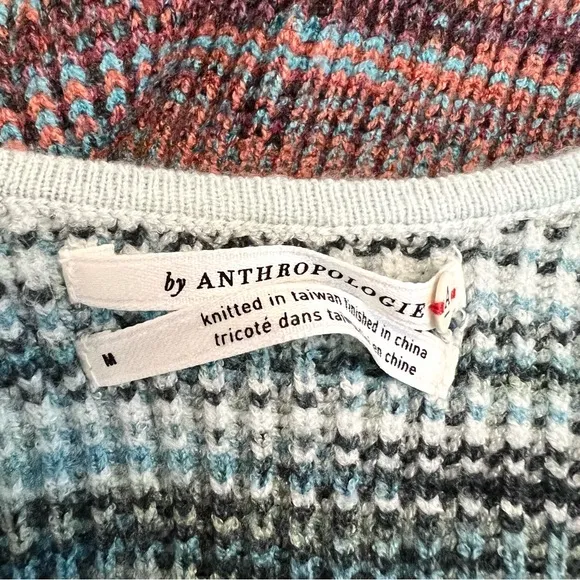 by ANTHROPOLOGIE
knitted in taiwan finished in china
tricoté dans en chine
M